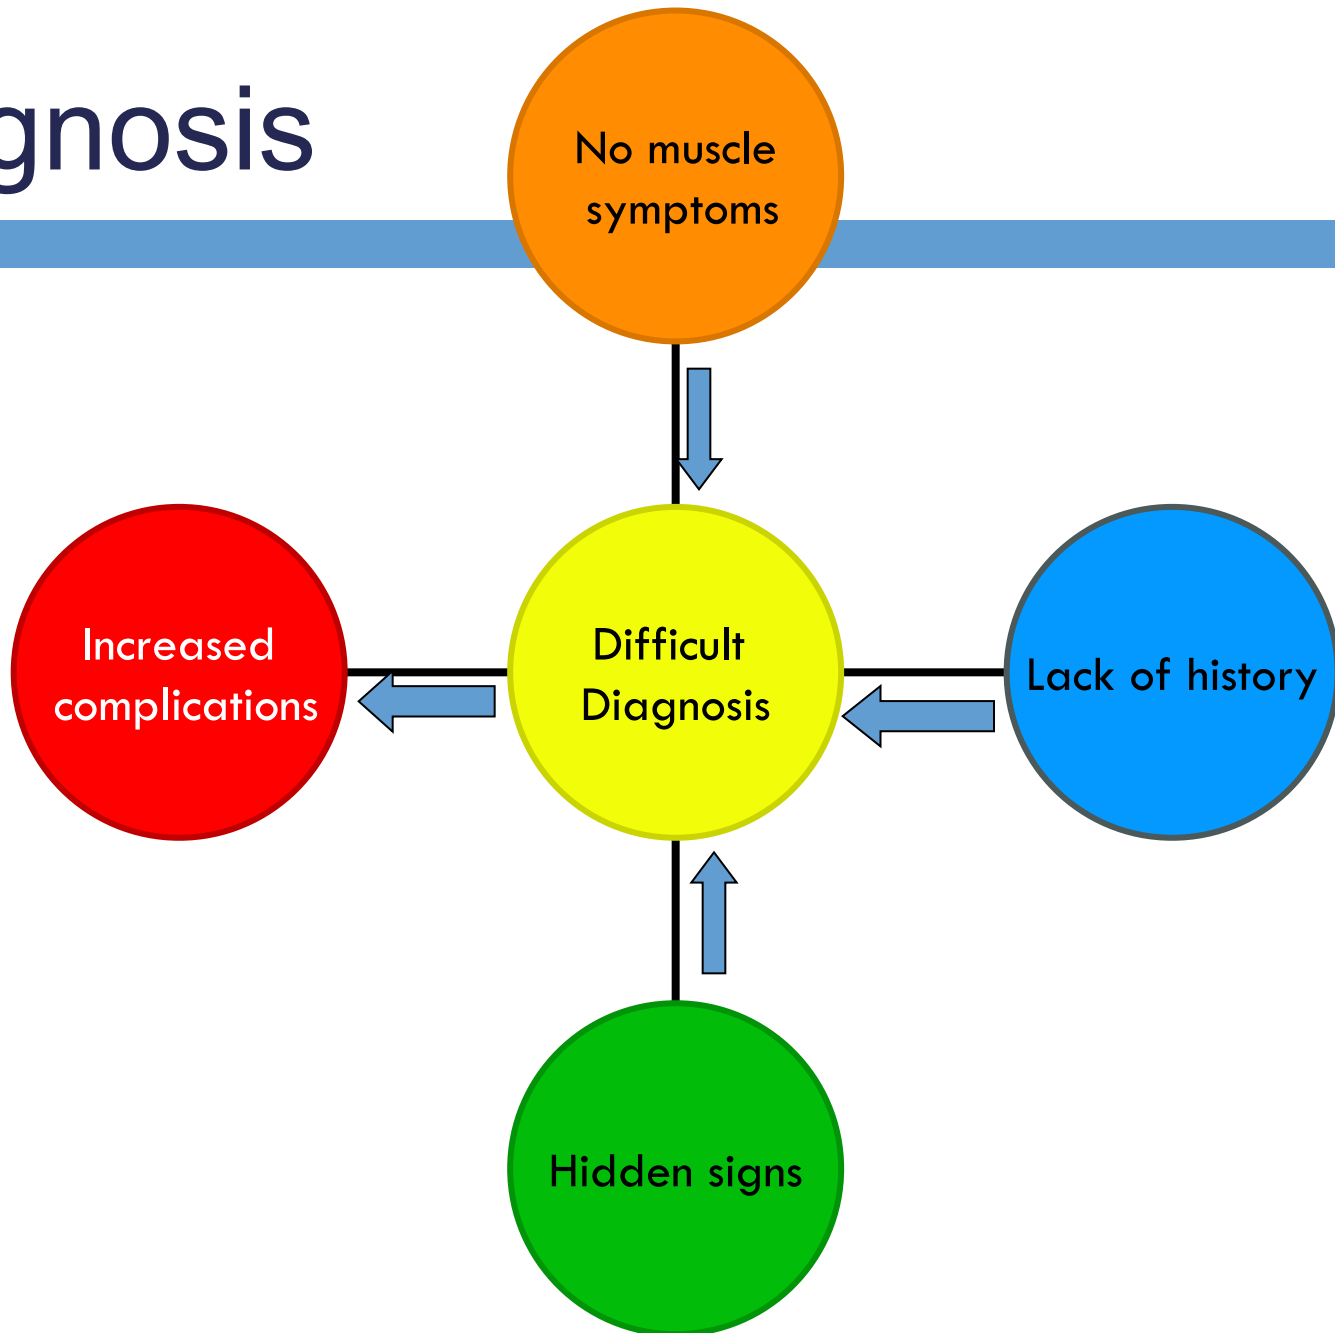 gnosis
No muscle
symptoms
Increased
complications
Difficult
Diagnosis
Lack of history
Hidden signs